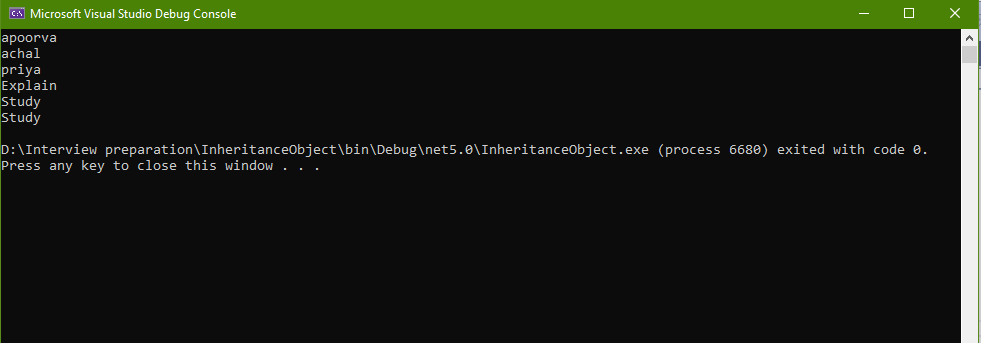 Microsoft Visual Studio Debug Console
apoorva
achal
priya
Explain
Study
Study
D:\Interview preparation\InheritanceObject\bin\Debug\net5.0\InheritanceObject.exe (process 6680) exited with code 0.
Press any key to close this window . . .